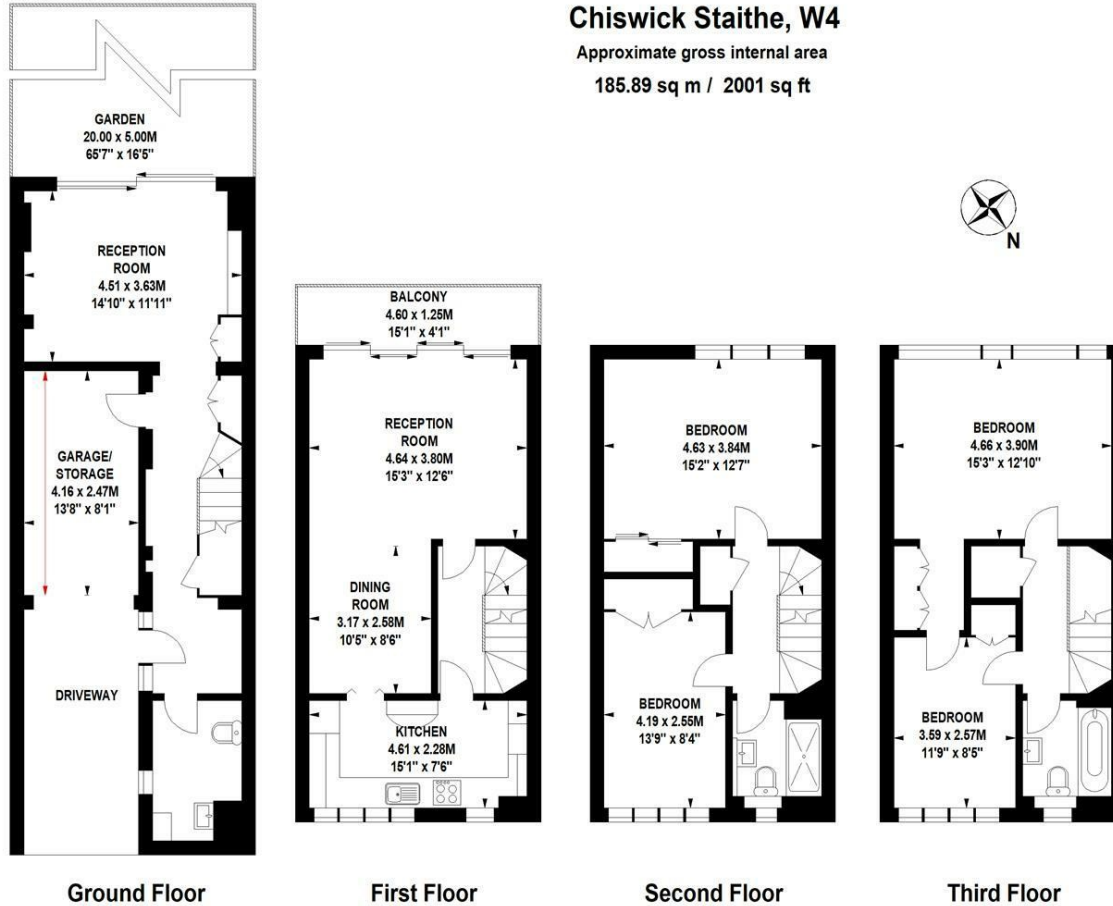 Chiswick Staithe, W4
Approximate gross internal area
185.89 sq m / 2001 sq ft
N
GARDEN
20.00 x 5.00M
65'7" x 16'5"
RECEPTION
ROOM
4.51 x 3.63M
14'10" x 11'11"
GARAGE/
STORAGE
4.16 x 2.47M
13'8" x 8'1"
DRIVEWAY
Ground Floor
BALCONY
4.60 x 1.25M
15'1" x 4'1"
RECEPTION
ROOM
4.64 x 3.80M
15'3" x 12'6"
DINING
ROOM
3.17 x 2.58M
10'5" x 8'6"
KITCHEN
4.61 x 2.28M
15'1" x 7'6"
First Floor
BEDROOM
4.63 x 3.84M
15'2" x 12'7"
BEDROOM
4.19 x 2.55M
13'9" x 8'4"
Second Floor
BEDROOM
4.66 x 3.90M
15'3" x 12'10"
BEDROOM
3.59 x 2.57M
11'9" x 8'5"
Third Floor